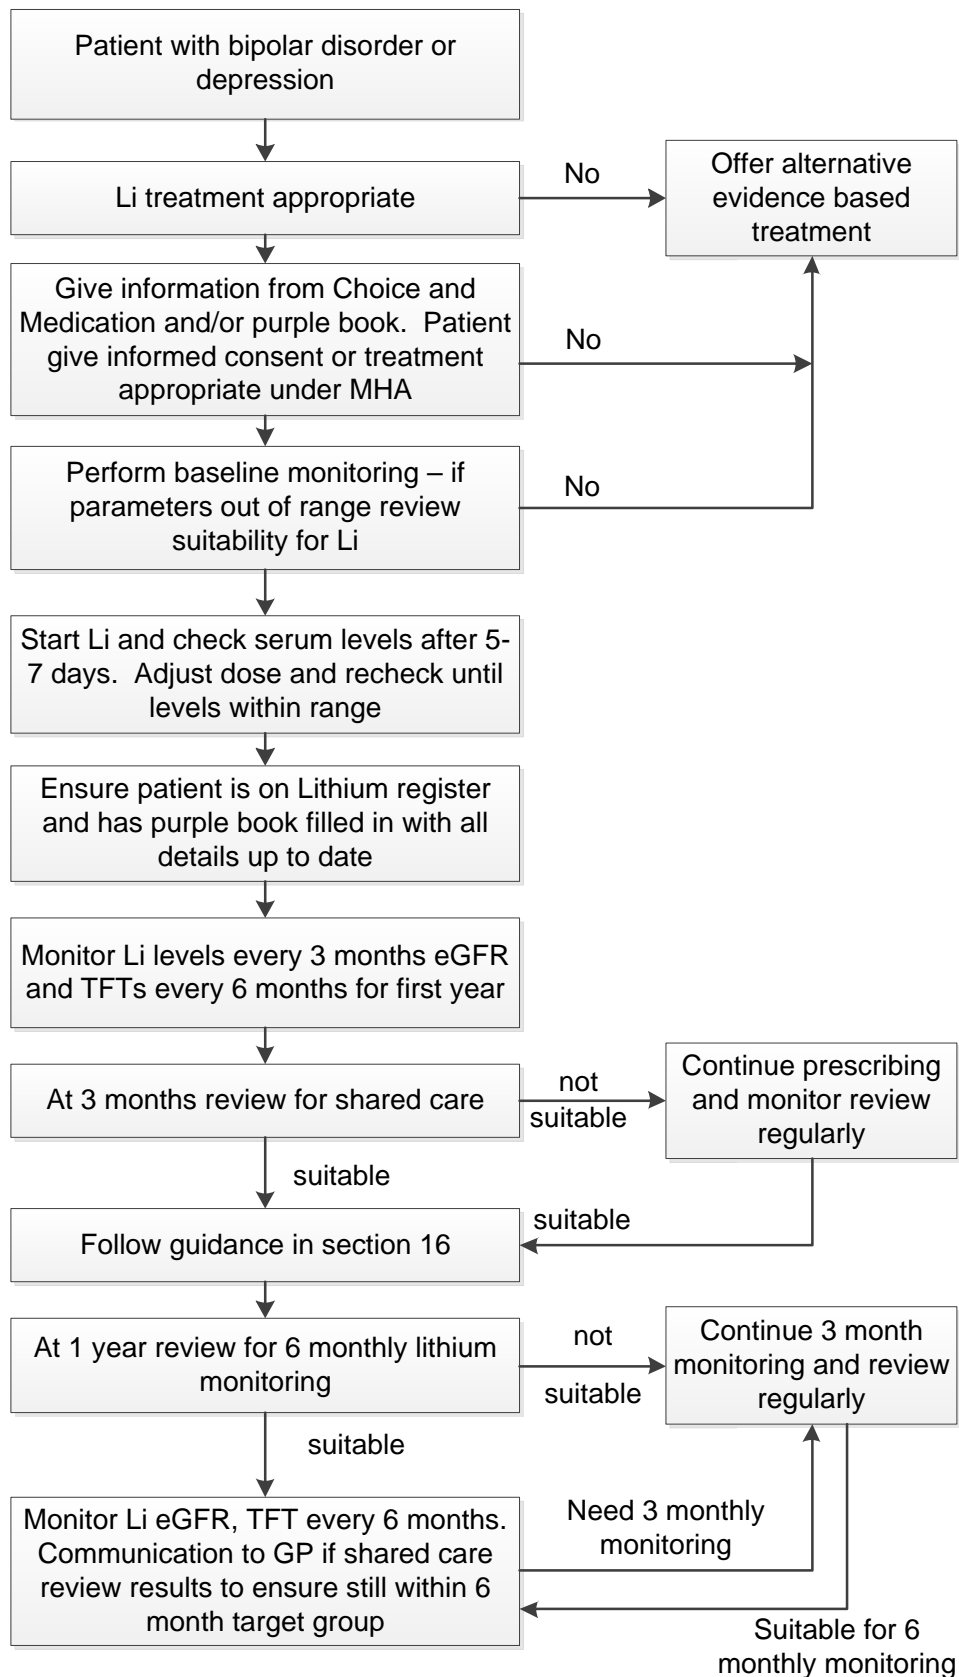 Patient with bipolar disorder or
depression
Li treatment appropriate
No
Offer alternative
evidence based
treatment
Give information from Choice and
Medication and/or purple book.  Patient
give informed consent or treatment
appropriate under MHA
No
Perform baseline monitoring – if
parameters out of range review
suitability for Li
No
Start Li and check serum levels after 5-
7 days.  Adjust dose and recheck until
levels within range
Ensure patient is on Lithium register
and has purple book filled in with all
details up to date
Monitor Li levels every 3 months eGFR
and TFTs every 6 months for first year
At 3 months review for shared care
not
suitable
Continue prescribing
and monitor review
regularly
suitable
suitable
Follow guidance in section 16
At 1 year review for 6 monthly lithium
monitoring
not
suitable
Continue 3 month
monitoring and review
regularly
suitable
Monitor Li eGFR, TFT every 6 months.
Communication to GP if shared care
review results to ensure still within 6
month target group
Need 3 monthly
monitoring
Suitable for 6
monthly monitoring